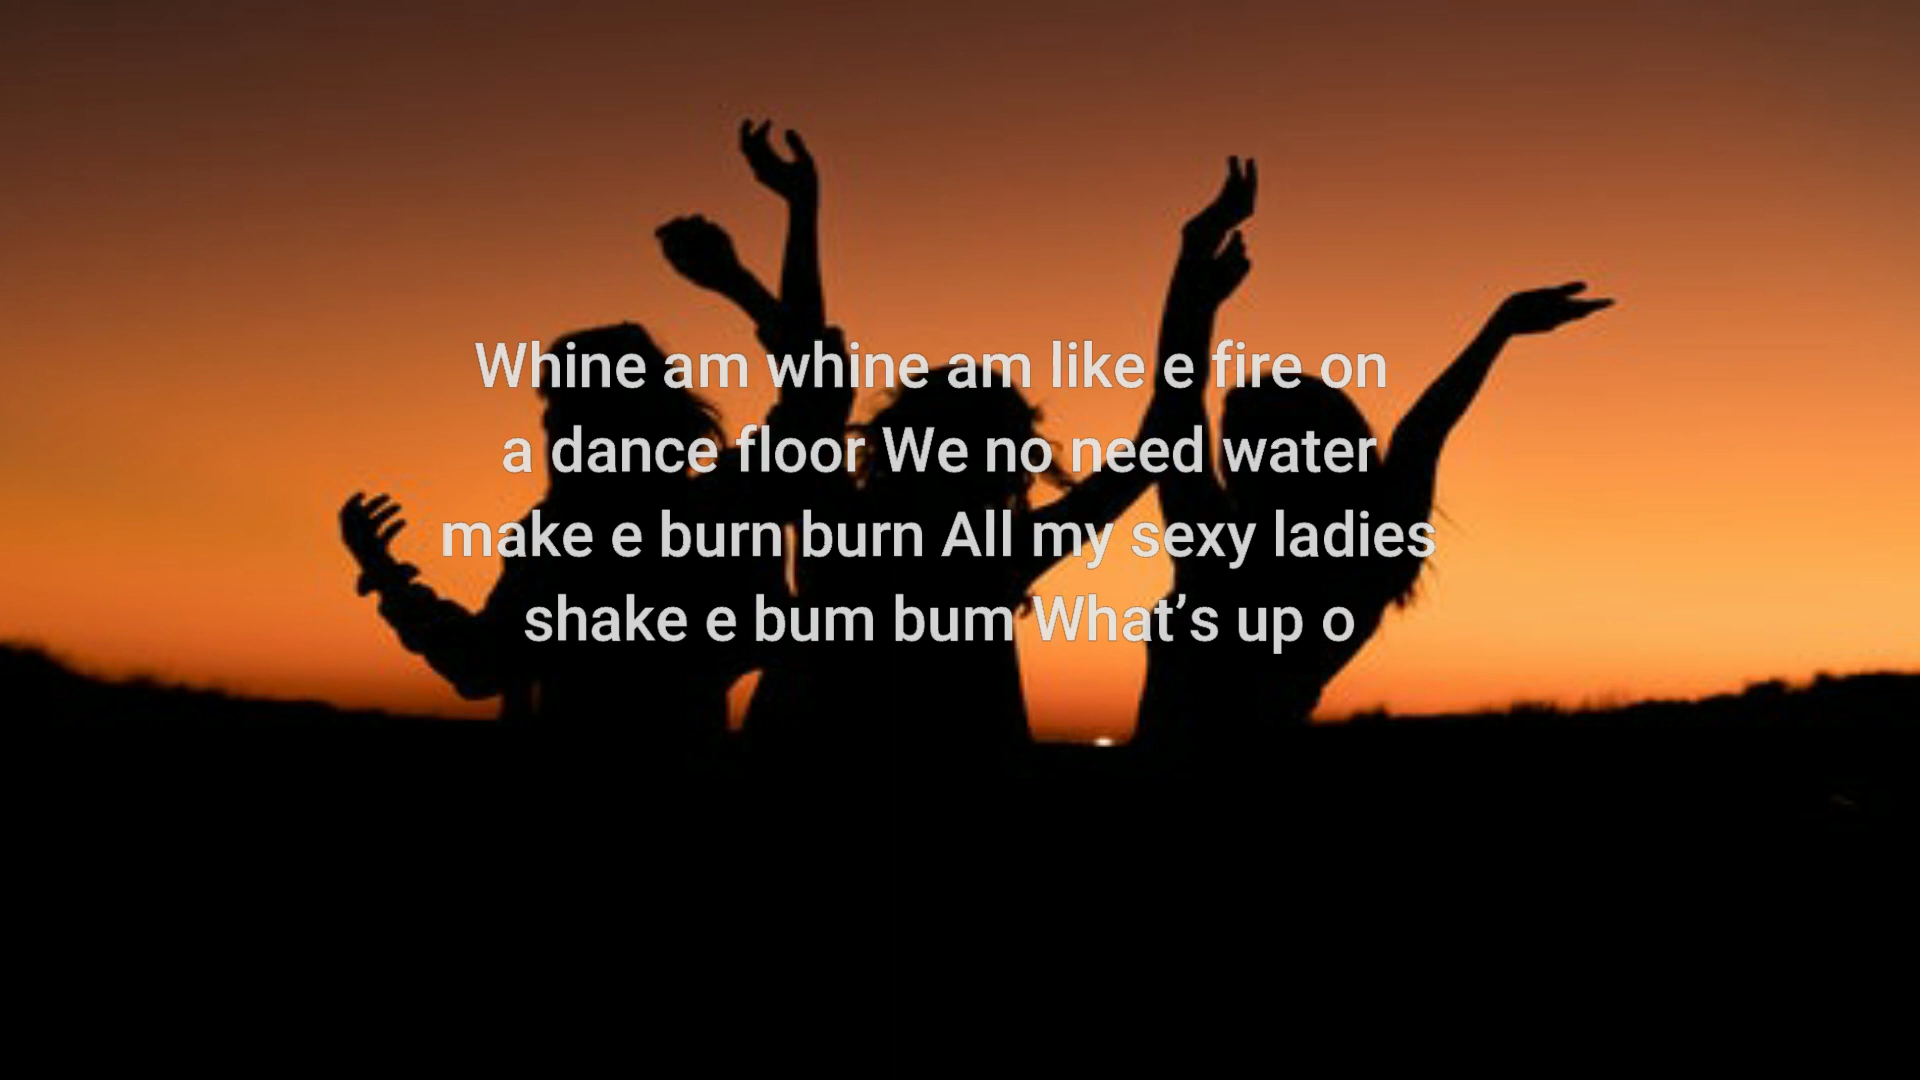 Whine am whine am like e fire on
a dance floor We no need water
make e burn burn All my sexy ladies
shake e bum bum What’s up o